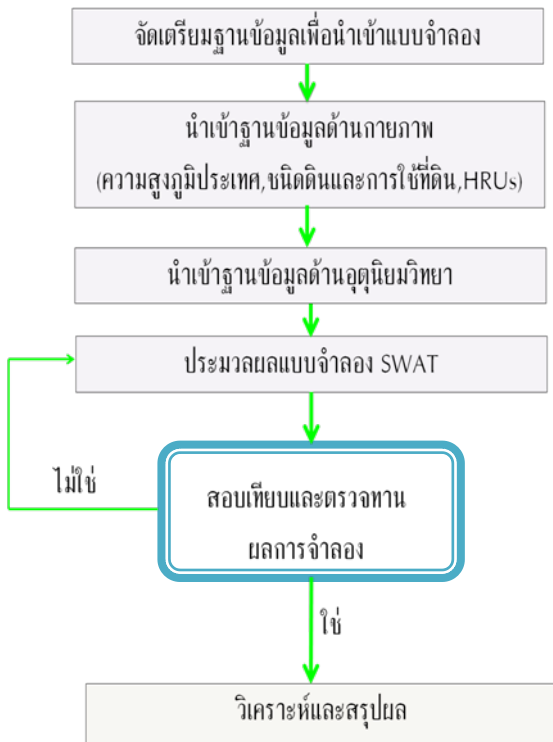 จัดเตรียมฐานข้อมูลเพื่อนำเข้าแบบจำลอง
นำเข้าฐานข้อมูลด้านกายภาพ
(ความสูงภูมิประเทศ,ชนิดดินและการใช้ที่ดิน,HRUs)
นำเข้าฐานข้อมูลด้านอุตุนิยมวิทยา
ประมวลผลแบบจำลอง SWAT
ไม่ใช่
สอบเทียบและตรวจทาน
ผลการจำลอง
ใช่
วิเคราะห์และสรุปผล